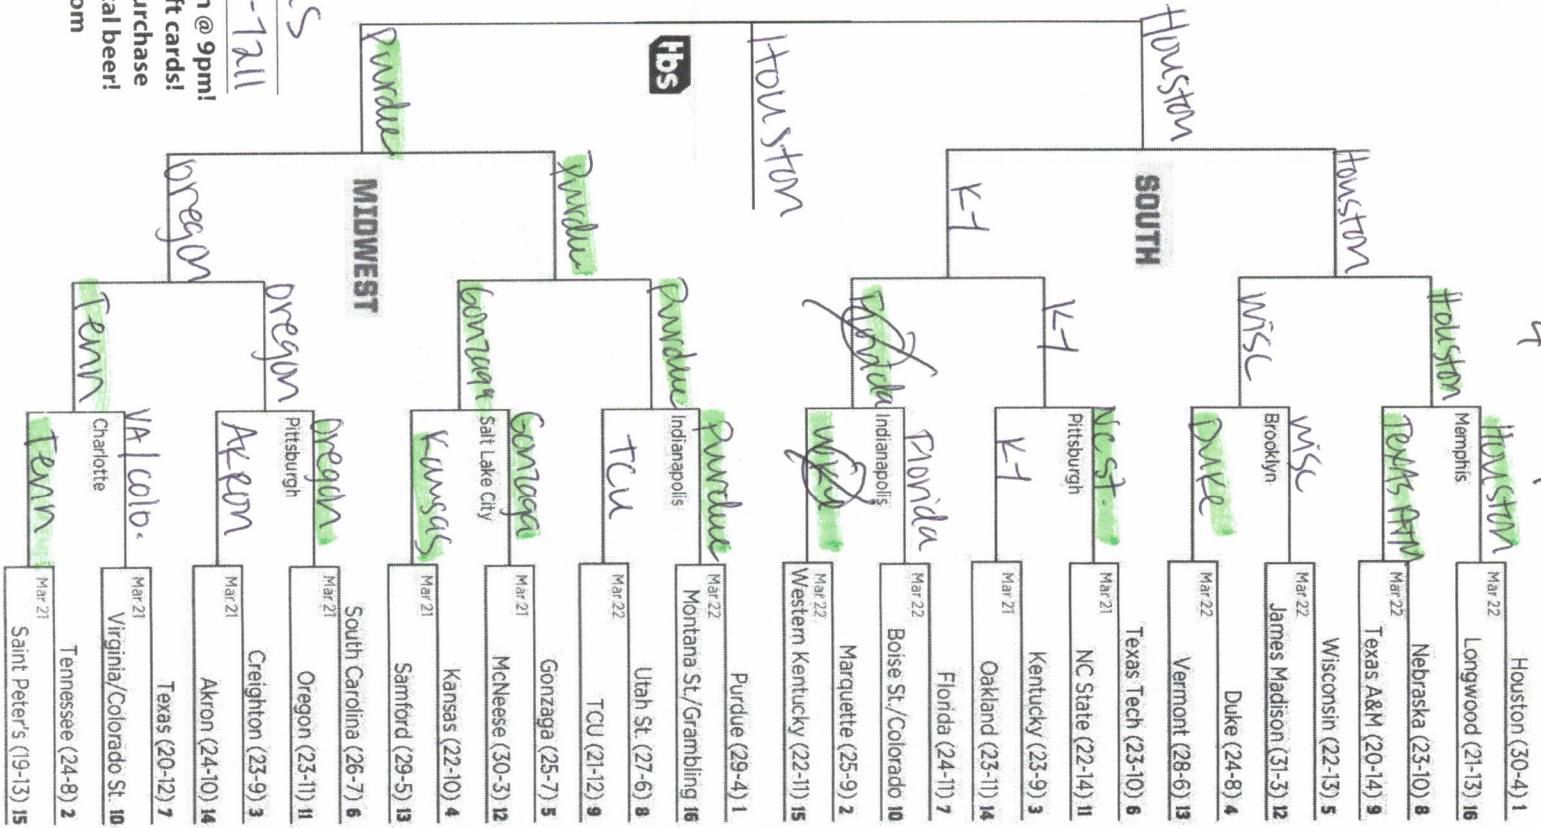 Houston (30-4) 1
Mar 22
Longwood (21-13) 16
Houston
Memphis
Nebraska (23-10) 8
Mar 22
Texas A&M (20-14) 9
TEXAS A+M
Houston
Wisconsin (22-13) 5
Mar 22
James Madison (31-3) 12
Wisc
Brooklyn
Duke (24-8) 4
Mar 22
Vermont (28-6) 13
Duke
Wisc
Houston
SOUTH
Houston
Texas Tech (23-10) 6
Mar 21
NC State (22-14) 11
NC St.
Pittsburgh
Kentucky (23-9) 3
Mar 21
Oakland (23-11) 14
K-Y
K-Y
Florida (24-11) 7
Mar 22
Boise St./Colorado 10
Florida
Indianapolis
Marquette (25-9) 2
Mar 22
Western Kentucky (22-11) 15
WKU
Florida
K-Y
Houston
tbs
Purdue (29-4) 1
Mar 22
Montana St./Grambling 16
Purdue
Indianapolis
Utah St. (27-6) 8
Mar 22
TCU (21-12) 9
TCU
Purdue
Gonzaga (25-7) 5
Mar 21
McNeese (30-3) 12
Gonzaga
Salt Lake City
Kansas (22-10) 4
Mar 21
Samford (29-5) 13
Kansas
Gonzaga
Purdue
MIDWEST
Purdue
South Carolina (26-7) 6
Mar 21
Oregon (23-11) 11
Oregon
Pittsburgh
Creighton (23-9) 3
Mar 21
Akron (24-10) 14
Akron
Oregon
Texas (20-12) 7
Mar 21
Virginia/Colorado St. 10
VA/Colo.
Charlotte
Tennessee (24-8) 2
Mar 21
Saint Peter's (19-13) 15
Tenn
Tenn
Oregon
-7211
@ 9pm!
ft cards!
urchase
al beer!
om